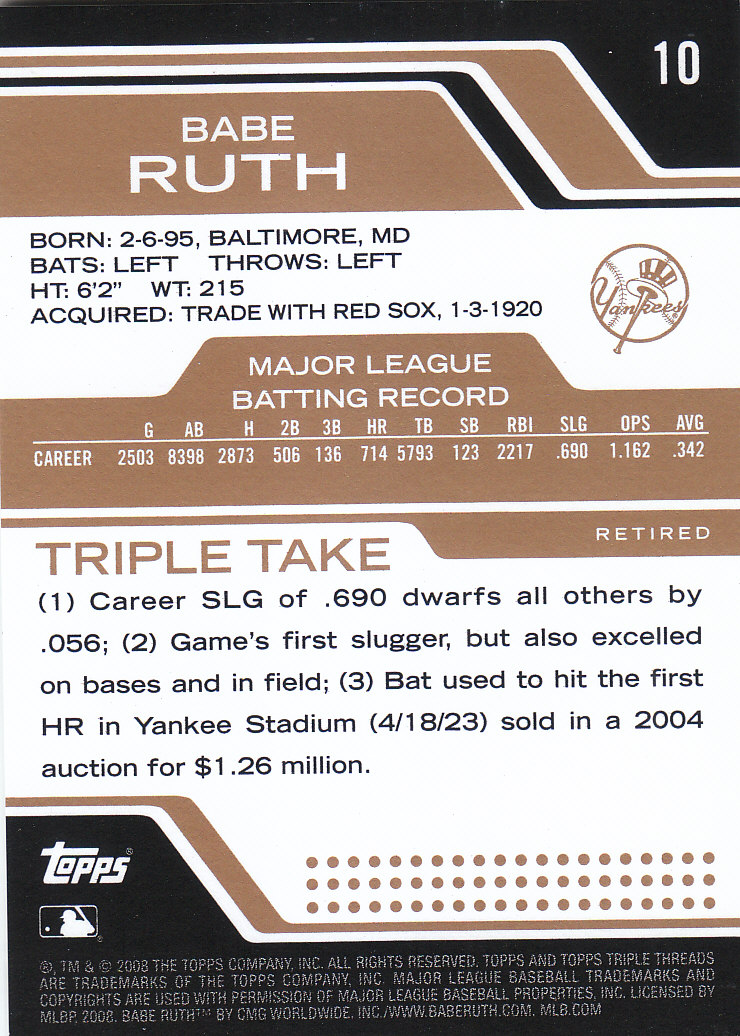 10
BABE
RUTH
BORN: 2-6-95, BALTIMORE, MD
BATS: LEFT THROWS: LEFT
HT: 6'2" WT: 215
ACQUIRED: TRADE WITH RED SOX, 1-3-1920
Yankees
MAJOR LEAGUE
BATTING RECORD
G AB H 2B 3B HR TB SB RBI SLG OPS AVG
CAREER 2503 8398 2873 506 136 714 5793 123 2217 .690 1.162 .342
RETIRED
TRIPLE TAKE
(1) Career SLG of .690 dwarfs all others by
.056; (2) Game's first slugger, but also excelled
on bases and in field; (3) Bat used to hit the first
HR in Yankee Stadium (4/18/23) sold in a 2004
auction for $1.26 million.
topps®
®, TM & © 2008 THE TOPPS COMPANY, INC. ALL RIGHTS RESERVED. TOPPS AND TOPPS TRIPLE THREADS
ARE TRADEMARKS OF THE TOPPS COMPANY, INC. MAJOR LEAGUE BASEBALL TRADEMARKS AND
COPYRIGHTS ARE USED WITH PERMISSION OF MAJOR LEAGUE BASEBALL PROPERTIES, INC. LICENSED BY
MLBP, 2008. BABE RUTH™ BY CMG WORLDWIDE, INC./WWW.BABERUTH.COM. MLB.COM